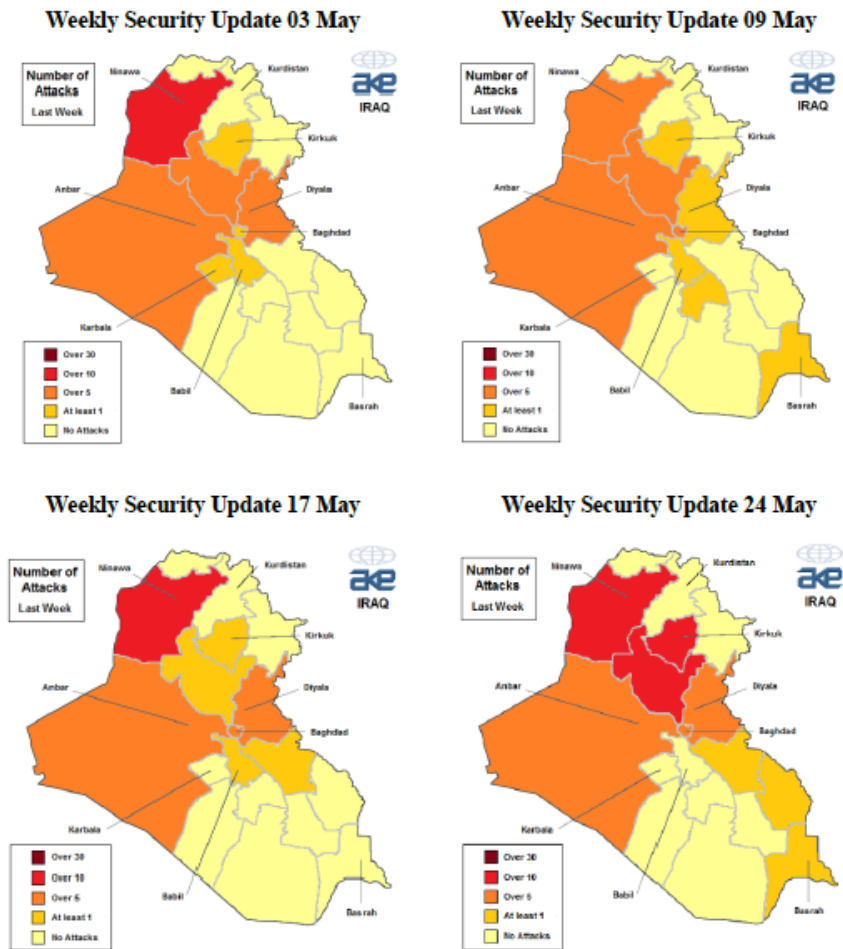 Weekly Security Update 03 May
Number of
Attacks
Last Week
Ninawa
Kurdistan
ake
IRAQ
Kirkuk
Anbar
Diyala
Baghdad
Karbala
Babil
Basrah
Over 30
Over 10
Over 5
At least 1
No Attacks
Weekly Security Update 09 May
Number of
Attacks
Last Week
Ninawa
Kurdistan
ake
IRAQ
Kirkuk
Anbar
Diyala
Baghdad
Karbala
Babil
Basrah
Over 30
Over 10
Over 5
At least 1
No Attacks
Weekly Security Update 17 May
Number of
Attacks
Last Week
Ninawa
Kurdistan
ake
IRAQ
Kirkuk
Anbar
Diyala
Baghdad
Karbala
Babil
Basrah
Over 30
Over 10
Over 5
At least 1
No Attacks
Weekly Security Update 24 May
Number of
Attacks
Last Week
Ninawa
Kurdistan
ake
IRAQ
Kirkuk
Anbar
Diyala
Baghdad
Karbala
Babil
Basrah
Over 30
Over 10
Over 5
At least 1
No Attacks